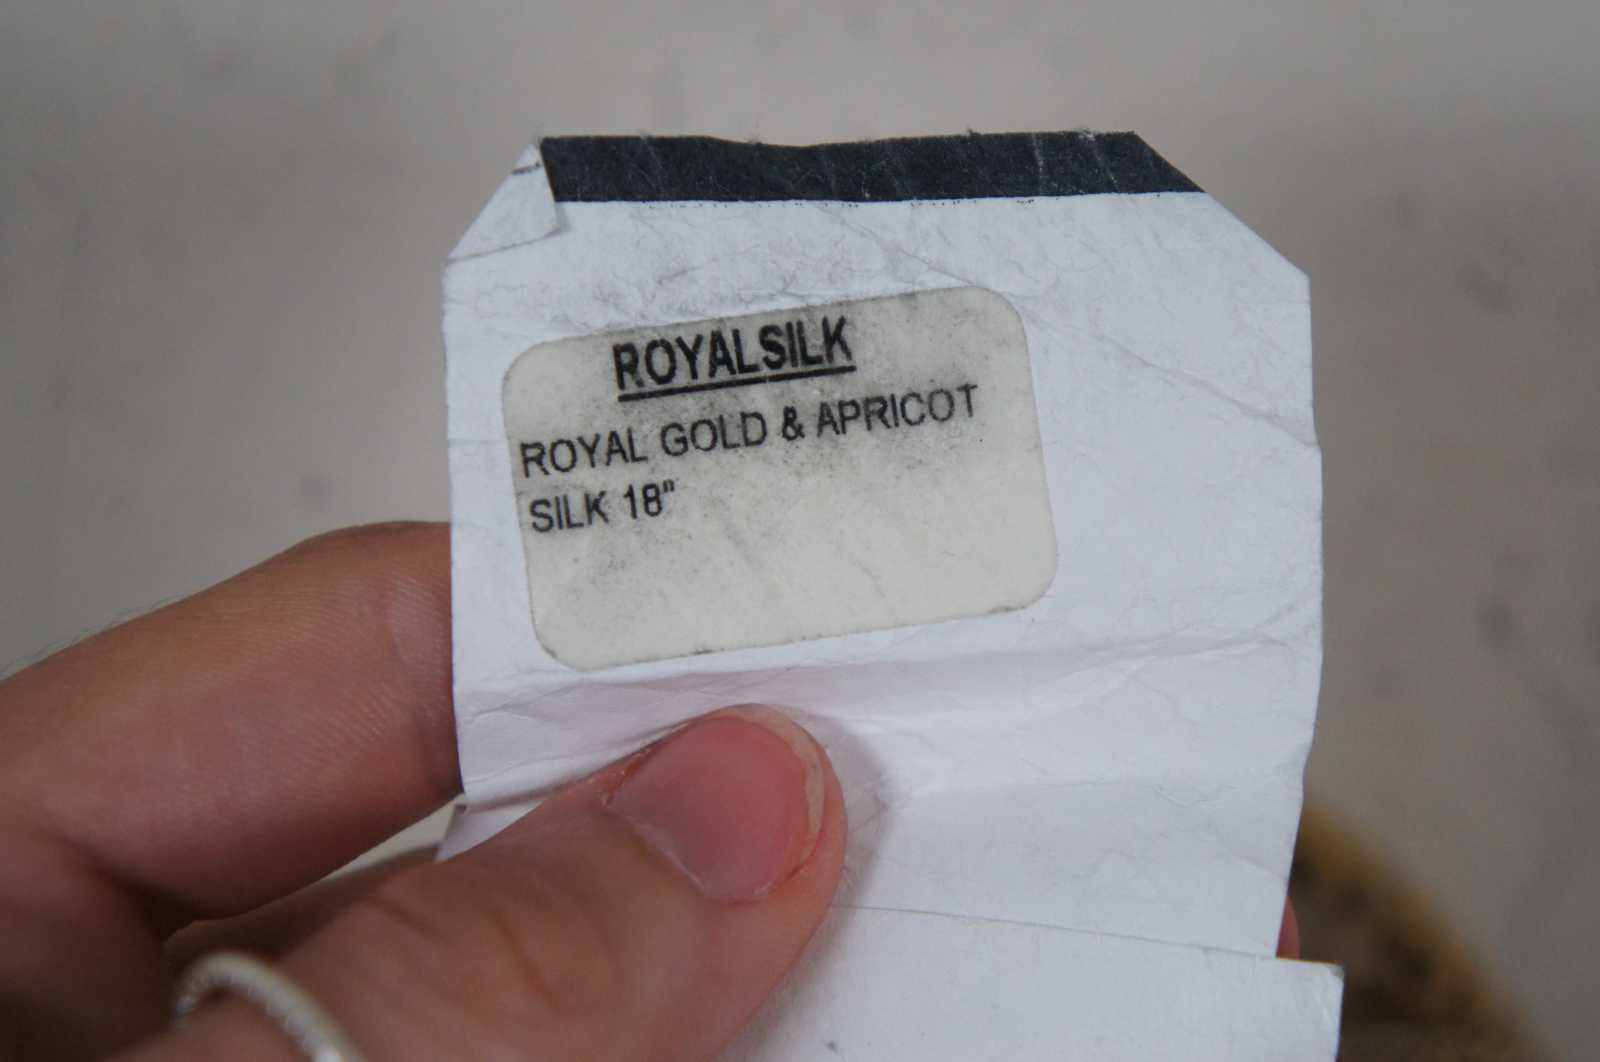 ROYALSILK
ROYAL GOLD & APRICOT
SILK 18"